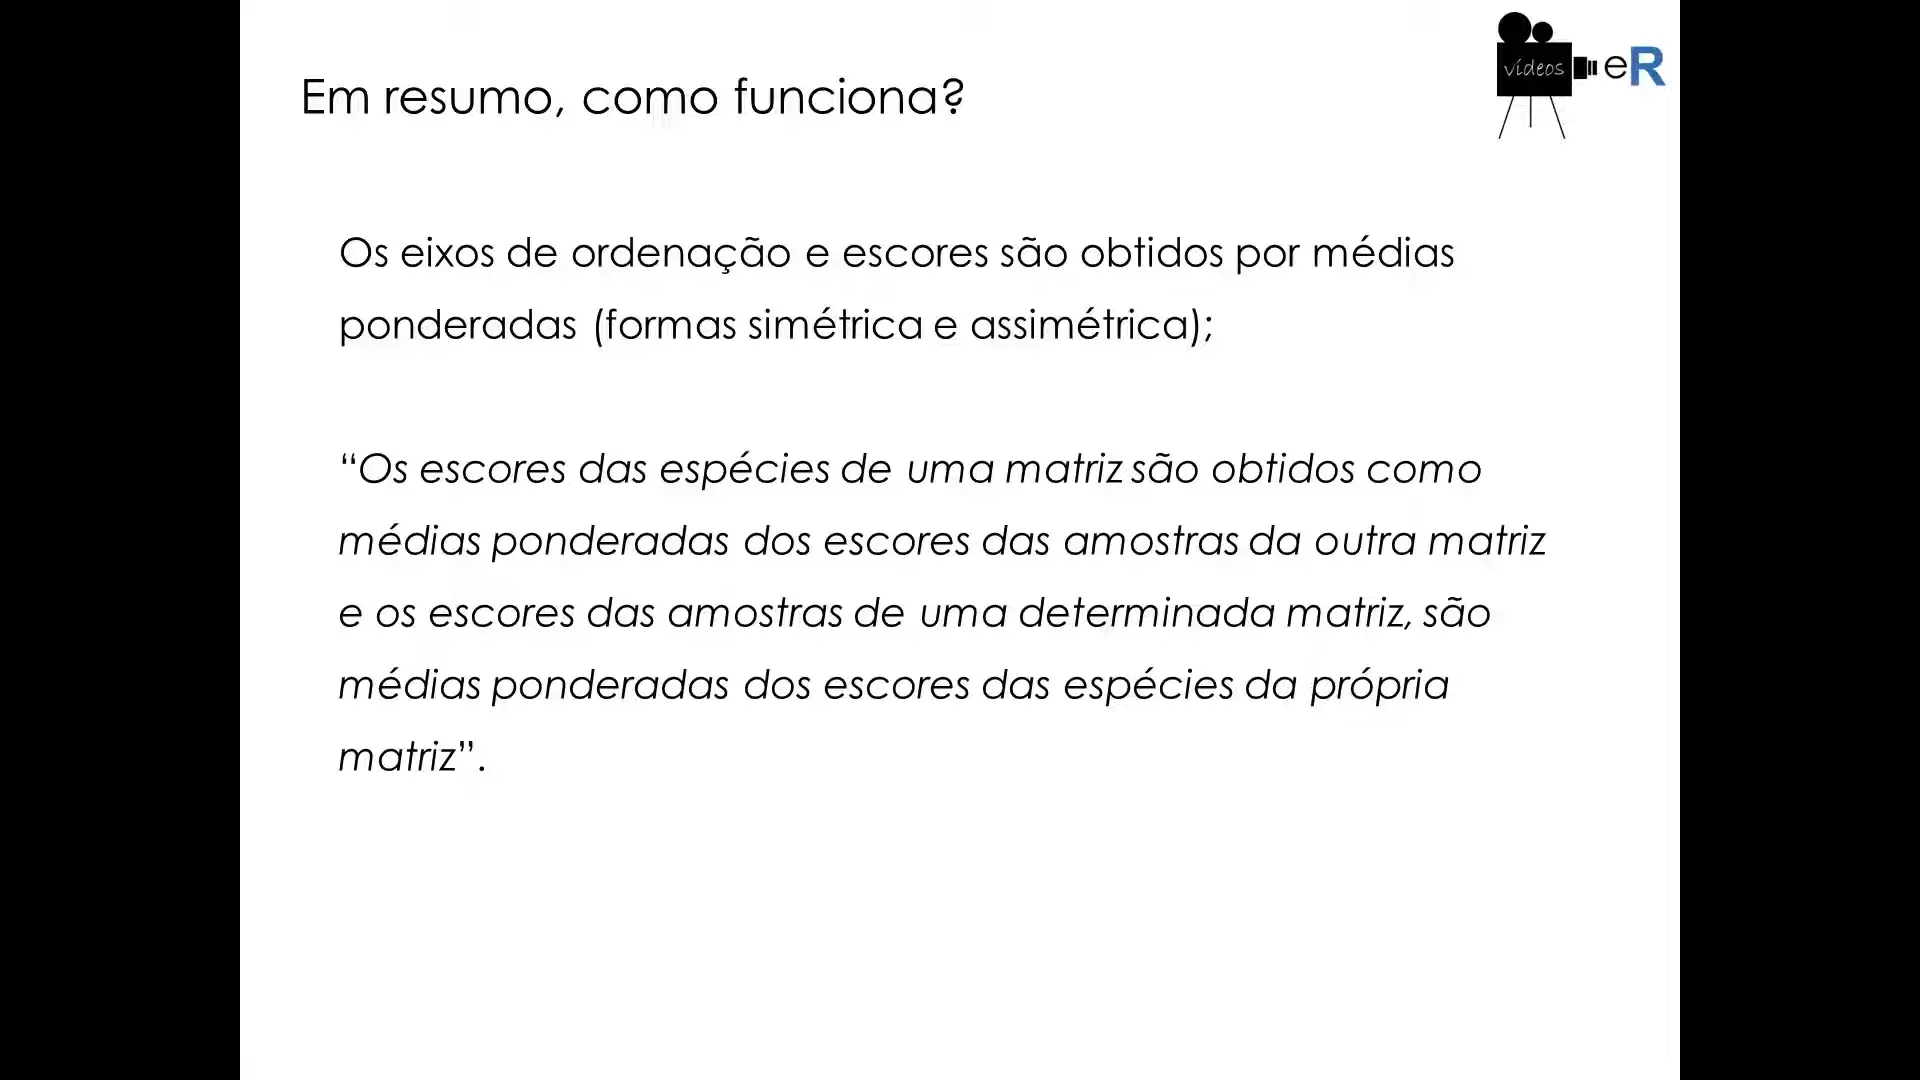 vídeos eR
Em resumo, como funciona?
Os eixos de ordenação e escores são obtidos por médias
ponderadas (formas simétrica e assimétrica);
“Os escores das espécies de uma matriz são obtidos como
médias ponderadas dos escores das amostras da outra matriz
e os escores das amostras de uma determinada matriz, são
médias ponderadas dos escores das espécies da própria
matriz”.